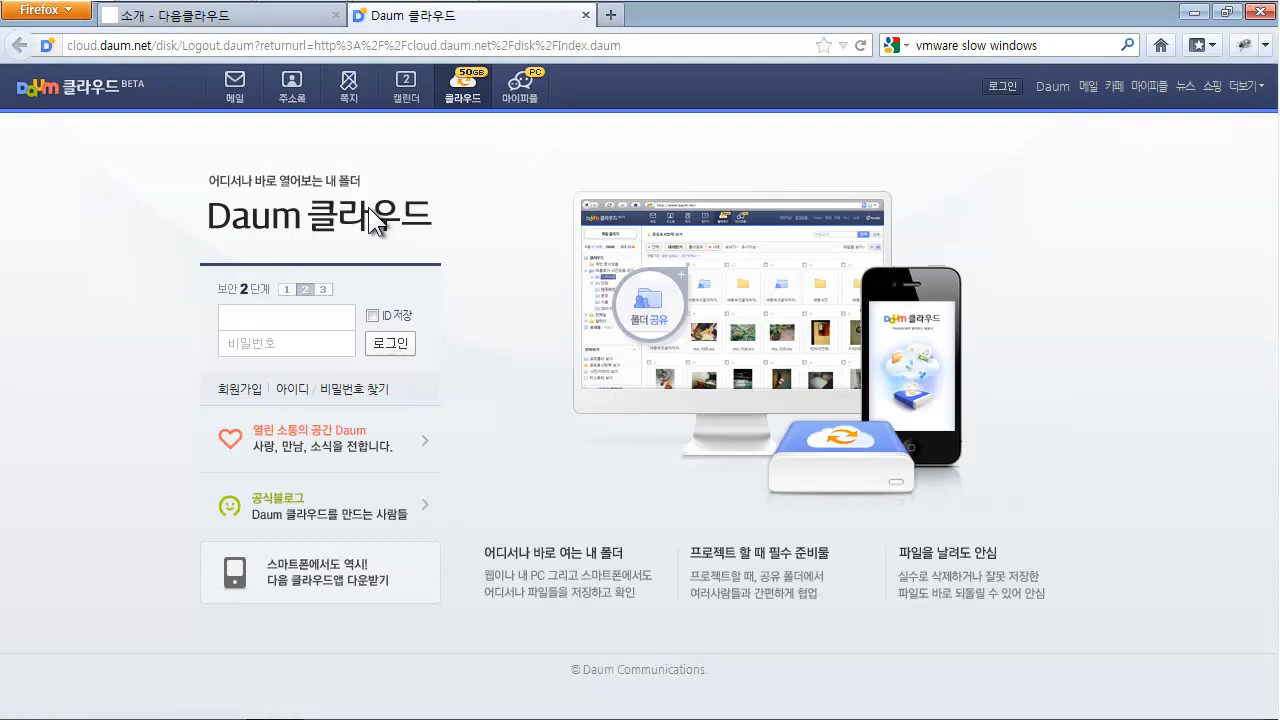 Firefox
소개 - 다음클라우드
Daum 클라우드
cloud.daum.net/disk/Logout.daum?returnurl=http%3A%2F%2Fcloud.daum.net%2Fdisk%2FIndex.daum
vmware slow windows
Daum 클라우드 BETA
메일
주소록
쪽지
2
캘린더
50GB
클라우드
PC
마이피플
로그인
Daum 메일 카페 마이피플 뉴스 쇼핑 더보기
어디서나 바로 열어보는 내 폴더
Daum 클라우드
보안 2 단계 1 2 3
ID저장
비밀번호
로그인
회원가입 아이디 / 비밀번호 찾기
열린 소통의 공간 Daum
사랑, 만남, 소식을 전합니다.
공식블로그
Daum 클라우드를 만드는 사람들
스마트폰에서도 역시!
다음 클라우드앱 다운받기
폴더 공유
Daum 클라우드
어디서나 바로 여는 내 폴더
웹이나 내 PC 그리고 스마트폰에서도
어디서나 파일들을 저장하고 확인
프로젝트 할 때 필수 준비물
프로젝트할 때, 공유 폴더에서
여러사람들과 간편하게 협업
파일을 날려도 안심
실수로 삭제하거나 잘못 저장한
파일도 바로 되돌릴 수 있어 안심
© Daum Communications.